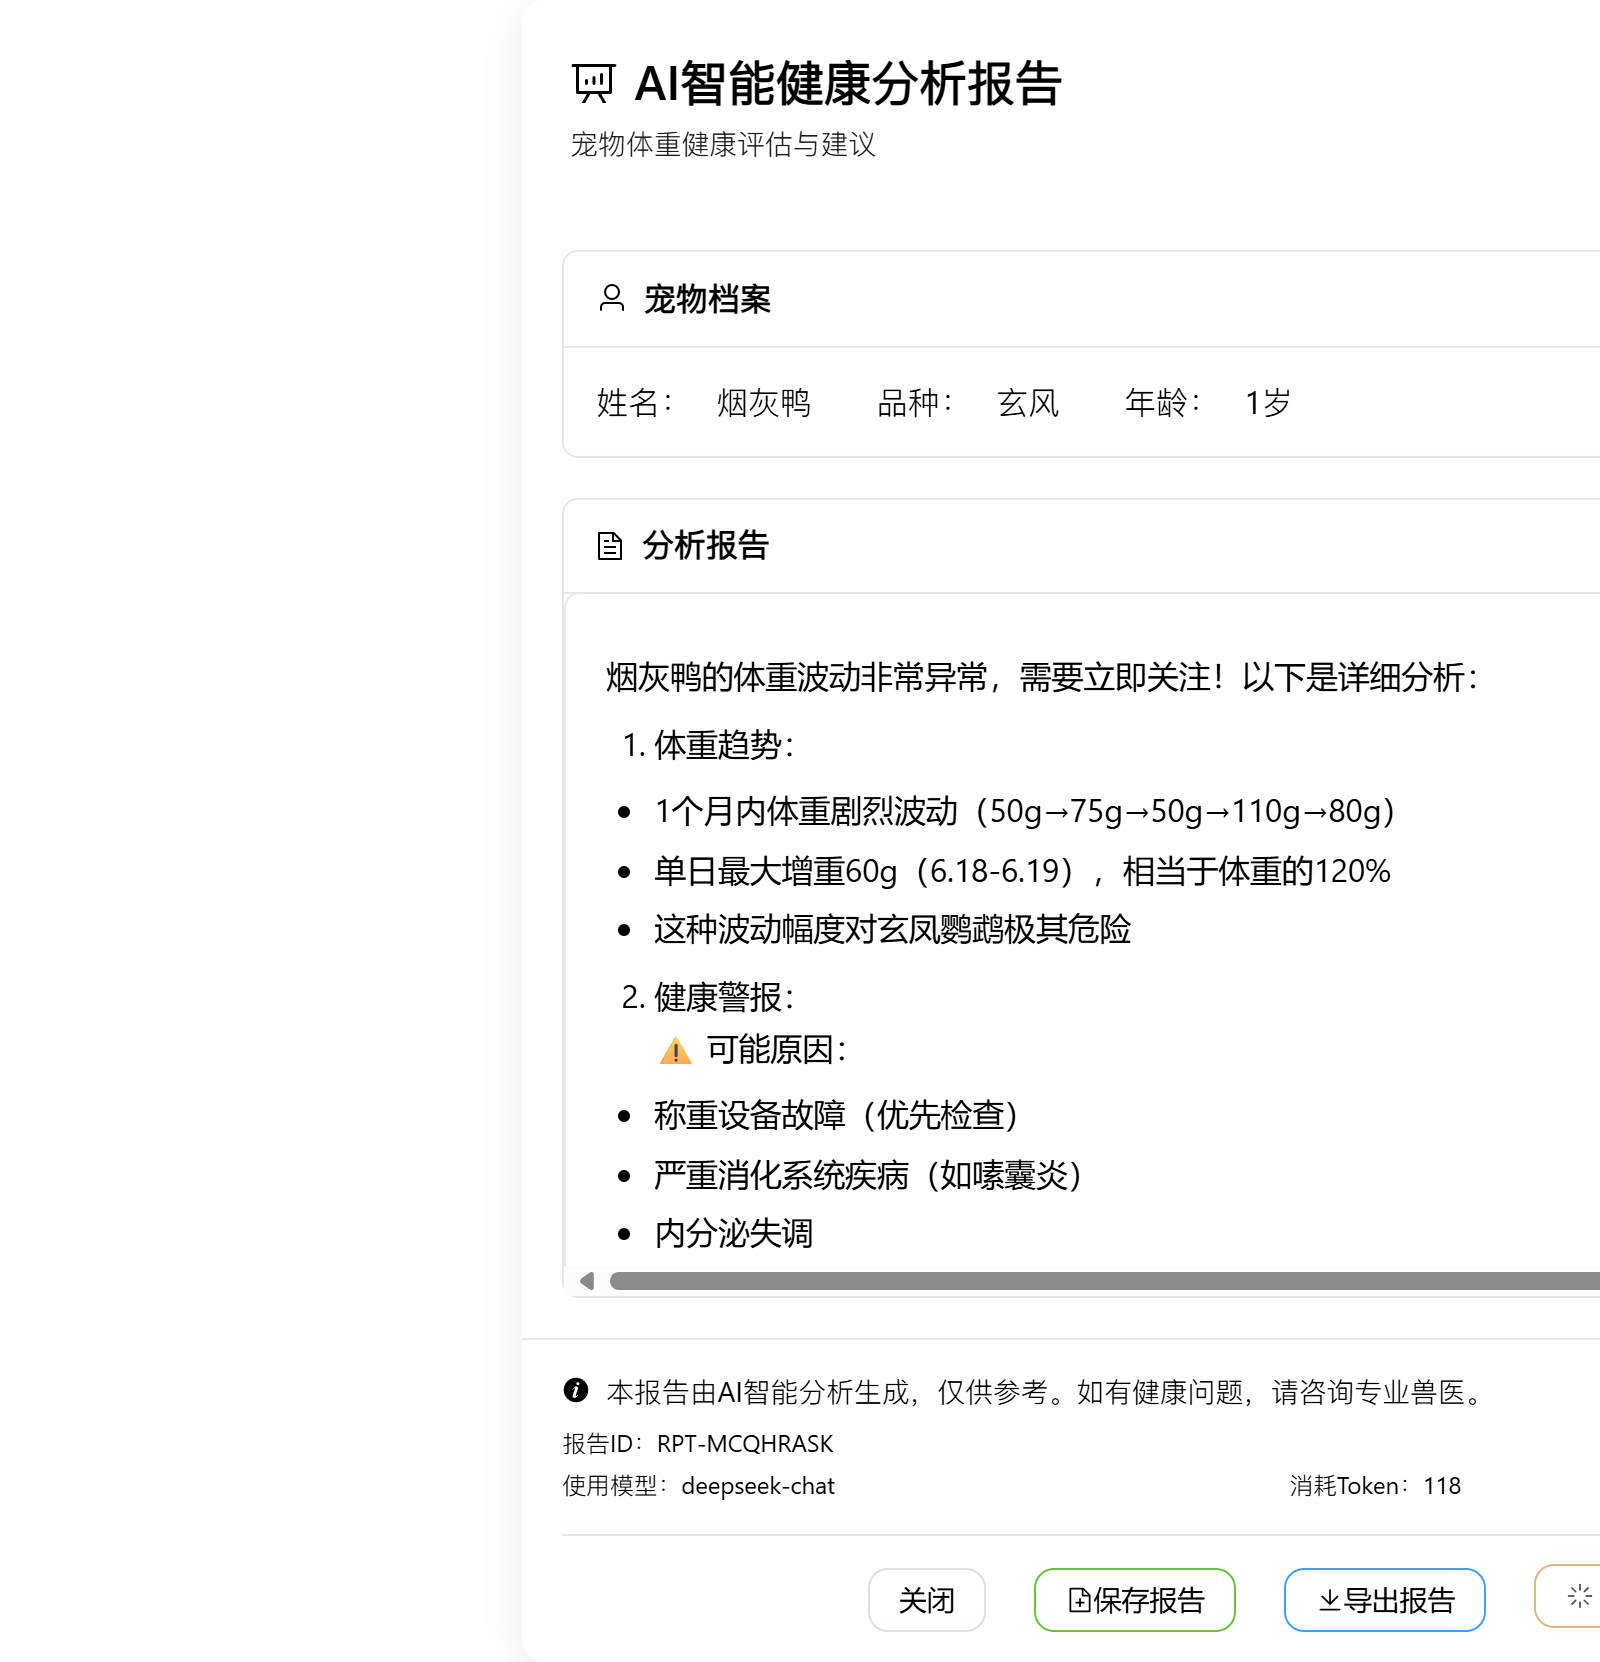 AI智能健康分析报告
宠物体重健康评估与建议
宠物档案
姓名： 烟灰鸭 品种： 玄风 年龄： 1岁
分析报告
烟灰鸭的体重波动非常异常，需要立即关注！以下是详细分析：
1. 体重趋势：
• 1个月内体重剧烈波动（50g→75g→50g→110g→80g）
• 单日最大增重60g（6.18-6.19），相当于体重的120%
• 这种波动幅度对玄凤鹦鹉极其危险
2. 健康警报：
⚠️ 可能原因：
• 称重设备故障（优先检查）
• 严重消化系统疾病（如嗉囊炎）
• 内分泌失调
本报告由AI智能分析生成，仅供参考。如有健康问题，请咨询专业兽医。
报告ID：RPT-MCQHRASK
使用模型：deepseek-chat 消耗Token：118
关闭 保存报告 导出报告